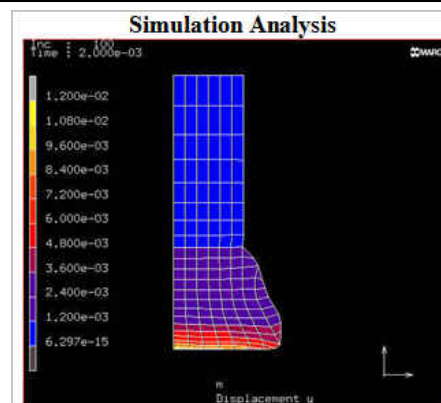 Simulation Analysis
Inc : 100
Time : 2.000e-03
MARC
1.200e-02
1.080e-02
9.600e-03
8.400e-03
7.200e-03
6.000e-03
4.800e-03
3.600e-03
2.400e-03
1.200e-03
6.297e-15
m
Displacement y